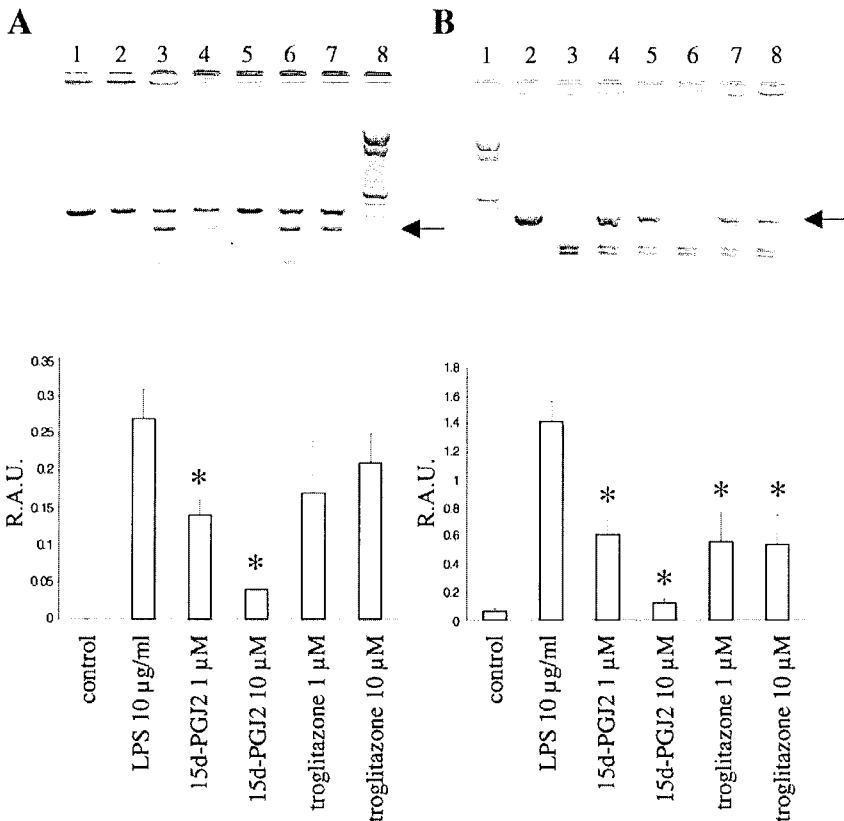 A
1 2 3 4 5 6 7 8
B
1 2 3 4 5 6 7 8
R.A.U.
0.35
0.3
0.25
0.2
0.15
0.1
0.05
0
*
*
control
LPS 10 µg/ml
15d-PGJ2 1 µM
15d-PGJ2 10 µM
troglitazone 1 µM
troglitazone 10 µM
R.A.U.
1.8
1.6
1.4
1.2
1
0.8
0.6
0.4
0.2
0
*
*
*
*
control
LPS 10 µg/ml
15d-PGJ2 1 µM
15d-PGJ2 10 µM
troglitazone 1 µM
troglitazone 10 µM